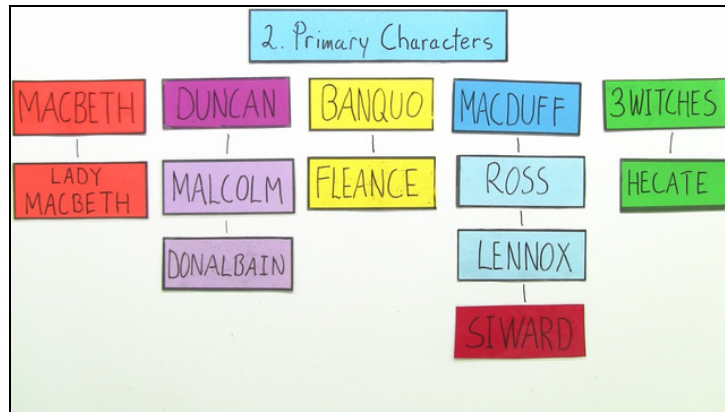 2. Primary Characters
MACBETH
LADY
MACBETH
DUNCAN
MALCOLM
DONALBAIN
BANQUO
FLEANCE
MACDUFF
ROSS
LENNOX
SIWARD
3 WITCHES
HECATE